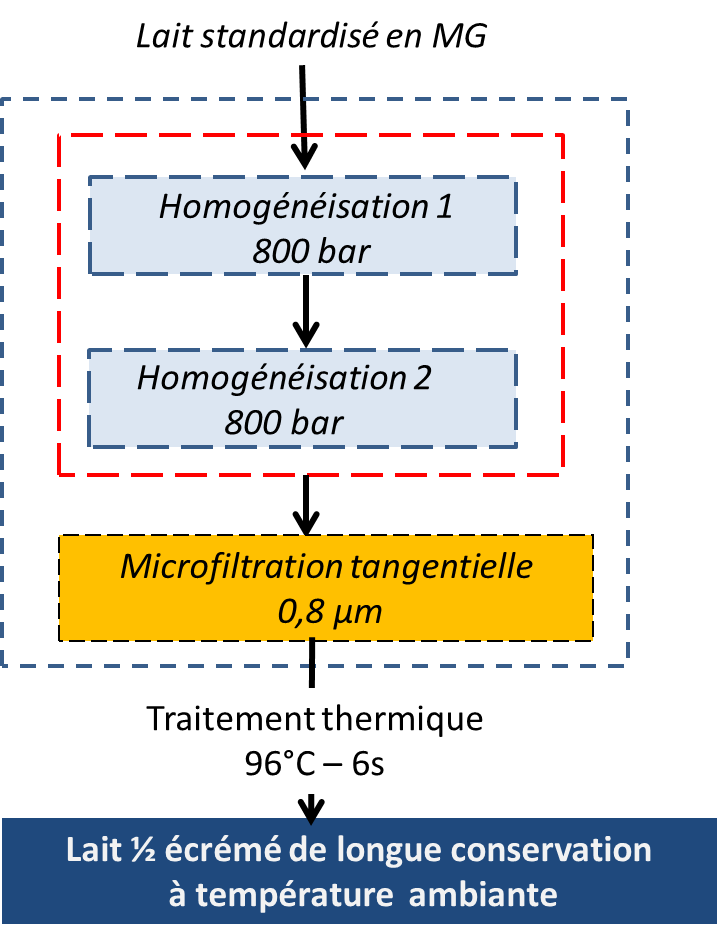 Lait standardisé en MG
Homogénéisation 1
800 bar
Homogénéisation 2
800 bar
Microfiltration tangentielle
0,8 µm
Traitement thermique
96°C – 6s
Lait ½ écrémé de longue conservation
à température ambiante